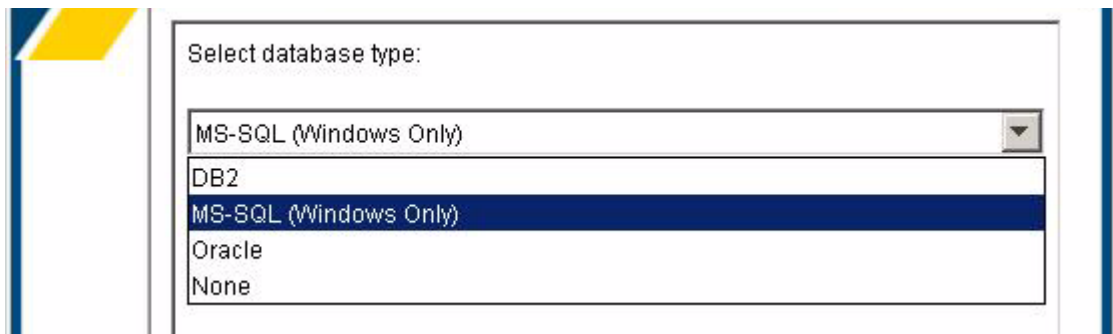 Select database type:
MS-SQL (Windows Only)
DB2
MS-SQL (Windows Only)
Oracle
None